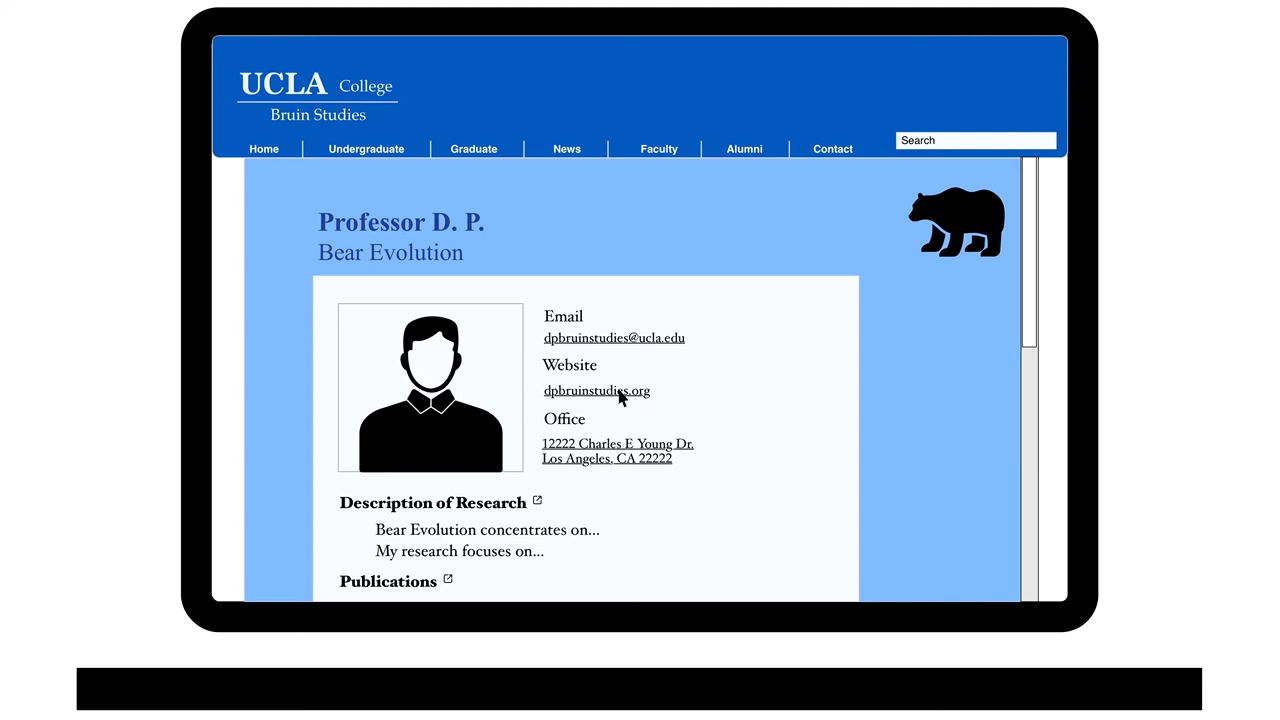 UCLA College
Bruin Studies
Home Undergraduate Graduate News Faculty Alumni Contact Search
Professor D. P.
Bear Evolution
Email
dpbruinstudies@ucla.edu
Website
dpbruinstudies.org
Office
12222 Charles E Young Dr.
Los Angeles, CA 22222
Description of Research
Bear Evolution concentrates on...
My research focuses on...
Publications